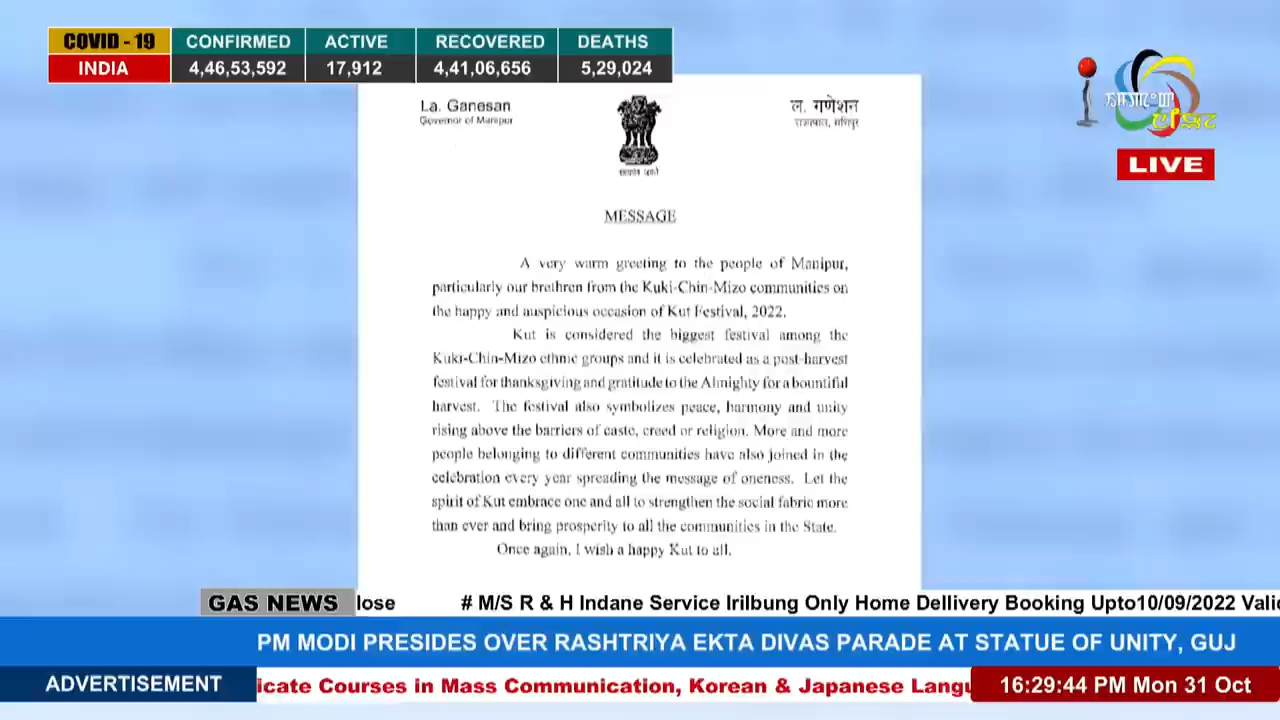 COVID - 19 CONFIRMED ACTIVE RECOVERED DEATHS
INDIA 4,46,53,592 17,912 4,41,06,656 5,29,024
La. Ganesan
Governor of Manipur
ल. गणेशन
राज्यपाल, मणिपुर
सत्यमेव जयते
LIVE
MESSAGE
A very warm greeting to the people of Manipur,
particularly our brethren from the Kuki-Chin-Mizo communities on
the happy and auspicious occasion of Kut Festival, 2022.
Kut is considered the biggest festival among the
Kuki-Chin-Mizo ethnic groups and it is celebrated as a post-harvest
festival for thanksgiving and gratitude to the Almighty for a bountiful
harvest. The festival also symbolizes peace, harmony and unity
rising above the barriers of caste, creed or religion. More and more
people belonging to different communities have also joined in the
celebration every year spreading the message of oneness. Let the
spirit of Kut embrace one and all to strengthen the social fabric more
than ever and bring prosperity to all the communities in the State.
Once again, I wish a happy Kut to all.
GAS NEWS lose # M/S R & H Indane Service Irilbung Only Home Dellivery Booking Upto10/09/2022 Valid
PM MODI PRESIDES OVER RASHTRIYA EKTA DIVAS PARADE AT STATUE OF UNITY, GUJ
ADVERTISEMENT icate Courses in Mass Communication, Korean & Japanese Langu 16:29:44 PM Mon 31 Oct